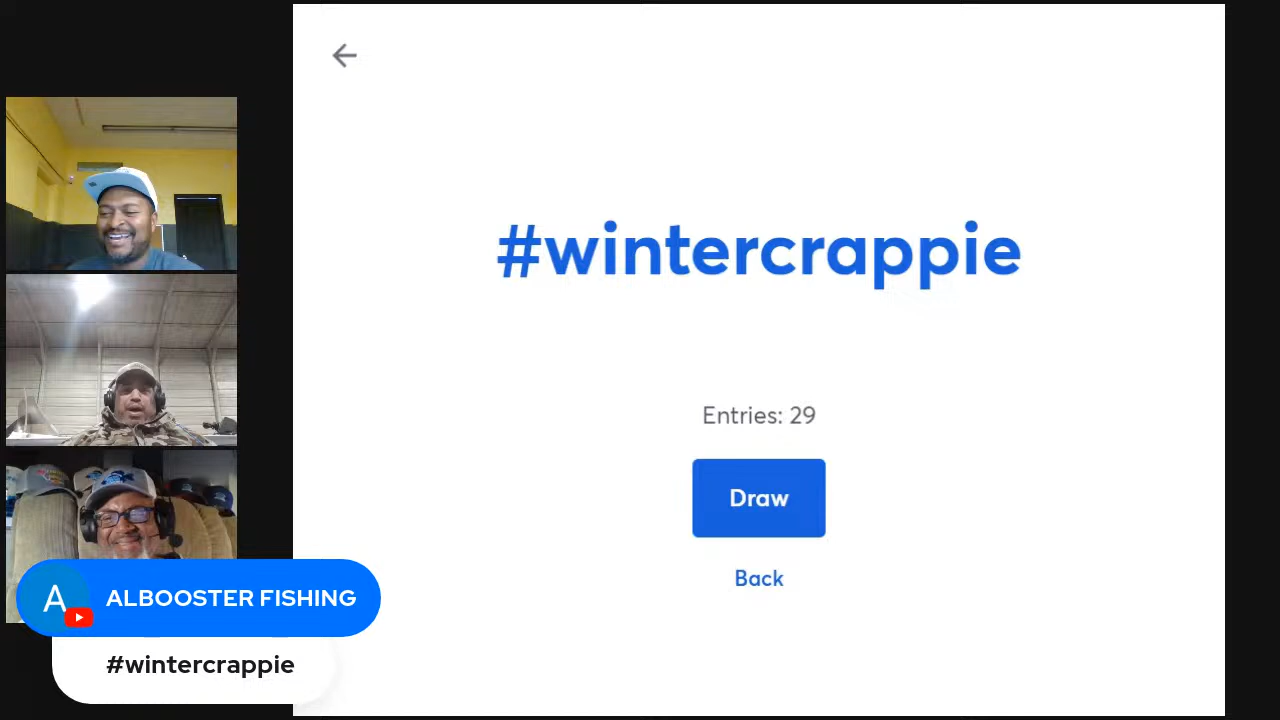 #wintercrappie
Entries: 29
Draw
Back
A
ALBOOSTER FISHING
#wintercrappie